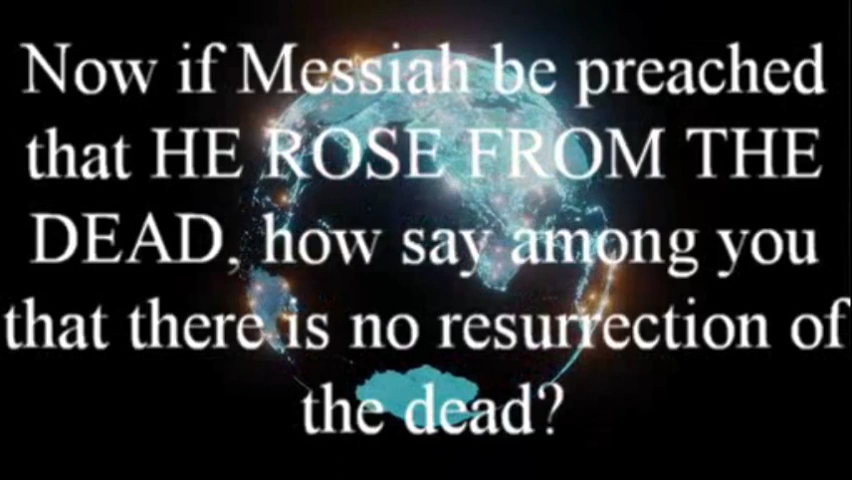 Now if Messiah be preached
that HE ROSE FROM THE
DEAD, how say among you
that there is no resurrection of
the dead?